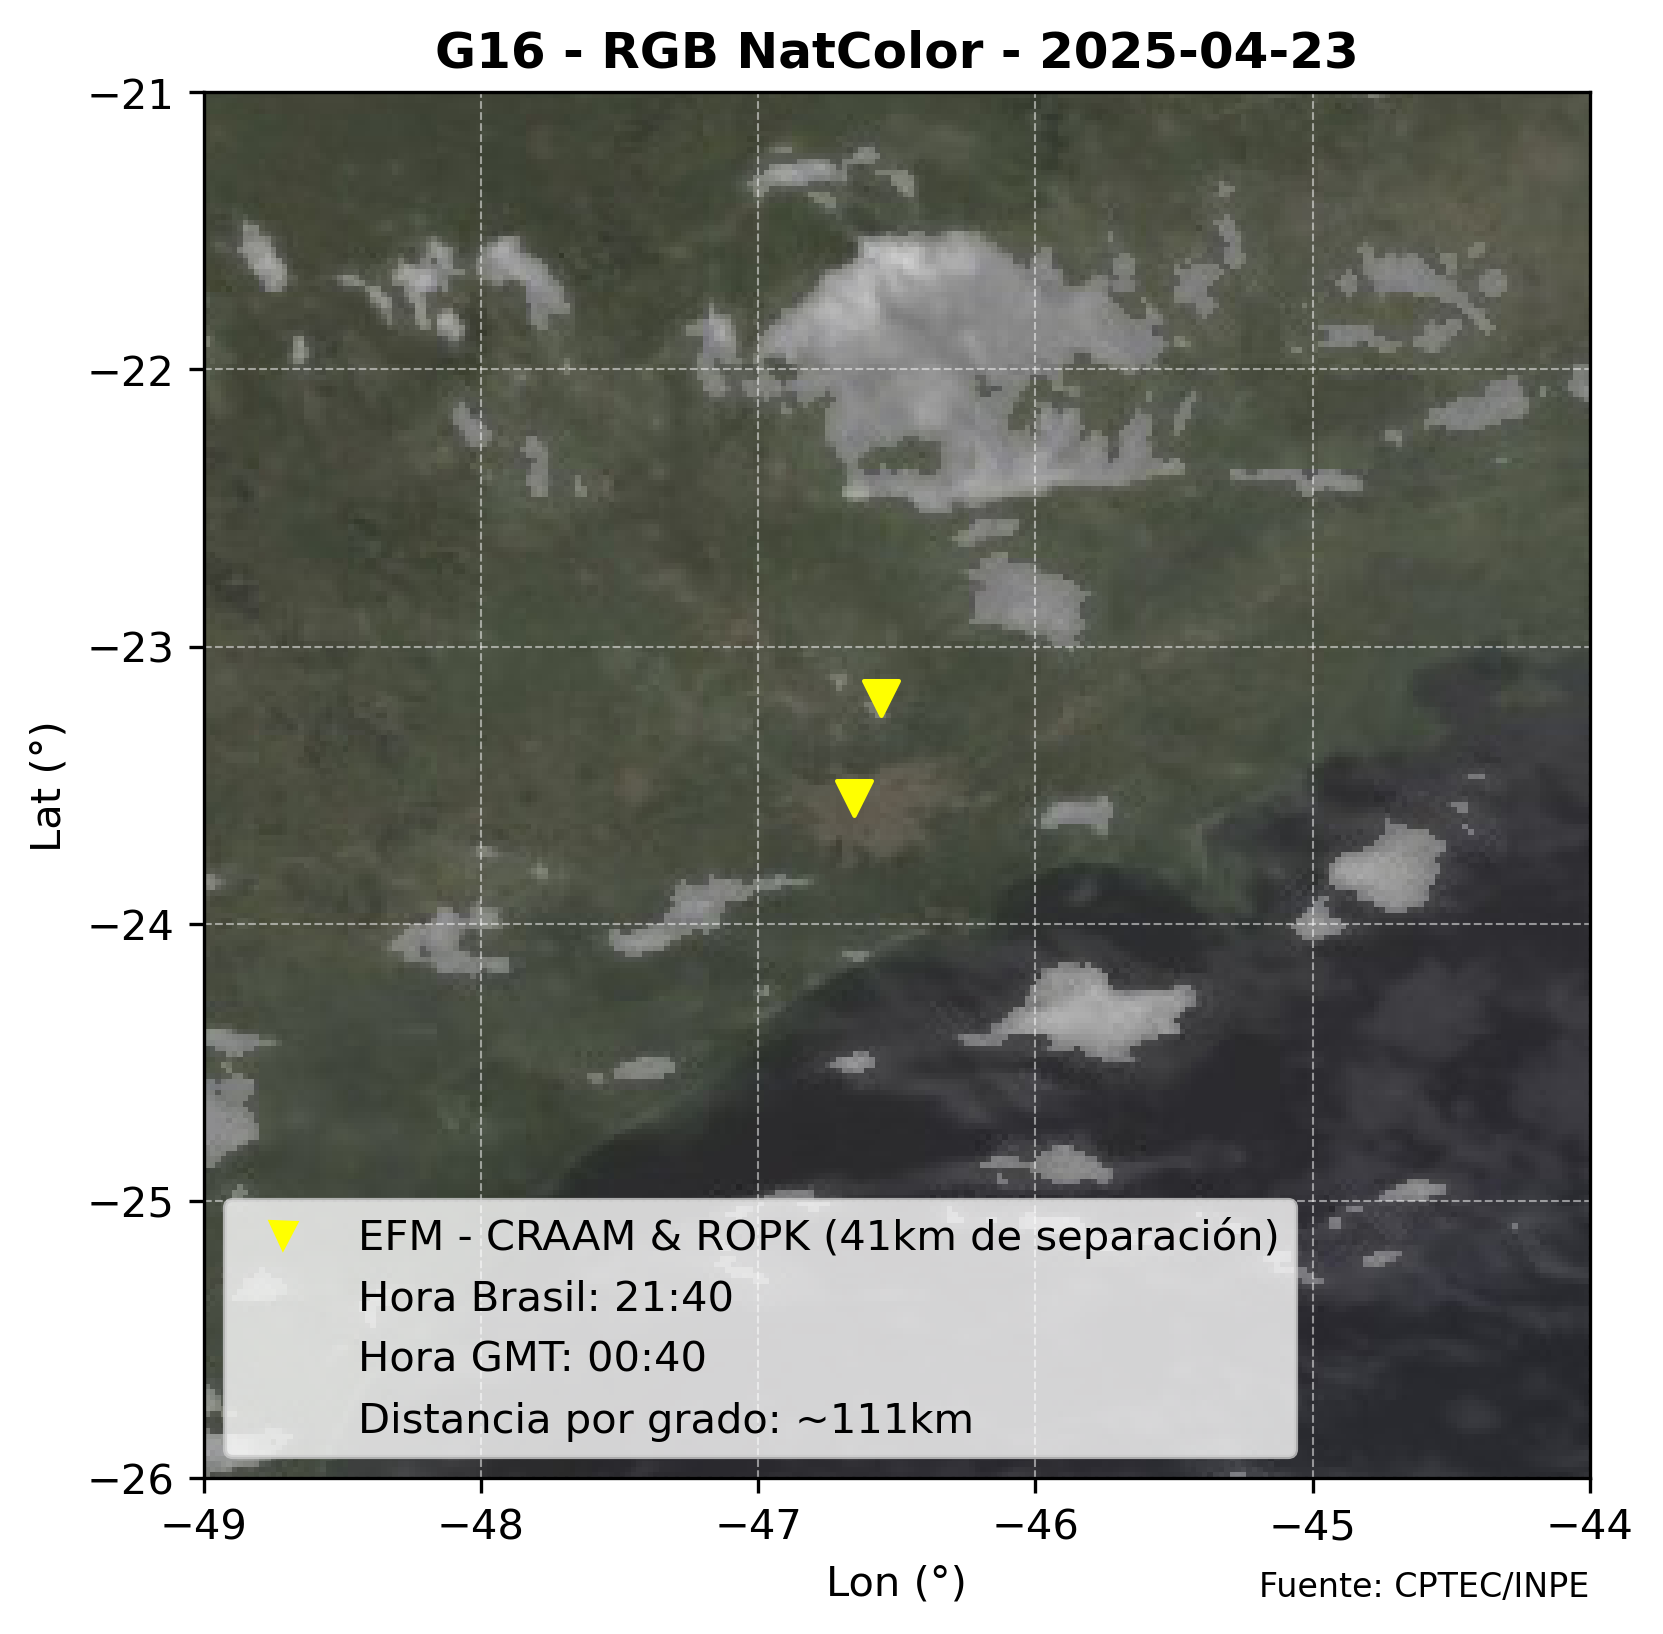 G16 - RGB NatColor - 2025-04-23
−21
−22
−23
−24
−25
−26
Lat (°)
EFM - CRAAM & ROPK (41km de separación)
Hora Brasil: 21:40
Hora GMT: 00:40
Distancia por grado: ~111km
−49 −48 −47 −46 −45 −44
Lon (°)
Fuente: CPTEC/INPE